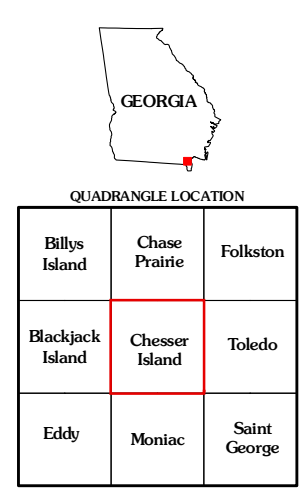 GEORGIA
QUADRANGLE LOCATION
Billys
Island
Chase
Prairie
Folkston
Blackjack
Island
Chesser
Island
Toledo
Eddy
Moniac
Saint
George